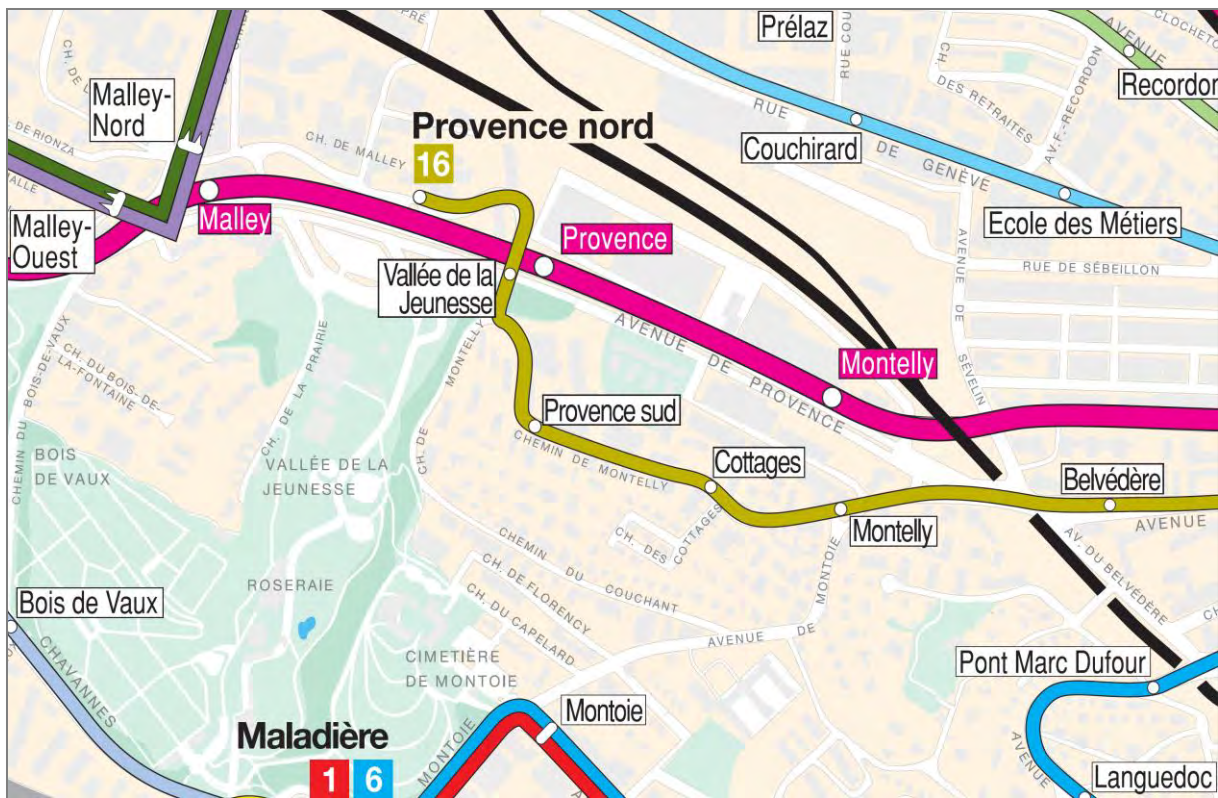 Prélaz
RUE COU
CH. DES RETRAITES
AVENUE
Recordon
AV. F.-RECORDON
Malley-
Nord
DE RIONZA
CH. DE MALLEY
Provence nord
16
RUE DE GENÈVE
Couchirard
Ecole des Métiers
Malley-
Ouest
Malley
Provence
Vallée de la
Jeunesse
AVENUE DE SÉVELIN
RUE DE SÉBEILLON
AVENUE DE PROVENCE
Montelly
CHEMIN DU BOIS-DE-VAUX
CH. DU BOIS-DE-
LA-FONTAINE
CH. DE LA PRAIRIE
CH. DE MONTELLY
Provence sud
CHEMIN DE MONTELLY
Cottages
Belvédère
AVENUE
BOIS
DE VAUX
VALLÉE DE LA
JEUNESSE
CH. DES COTTAGES
Montelly
AV. DU BELVÉDÈRE
CHEMIN DU COUCHANT
CH. DE FLORENCY
CH. DU CAPELARD
AVENUE DE MONTOIE
ROSERAIE
Bois de Vaux
CHAVANNES
CIMETIÈRE
DE MONTOIE
Pont Marc Dufour
Montoie
MONTOIE
Maladière
1 6
AVENUE
Languedoc